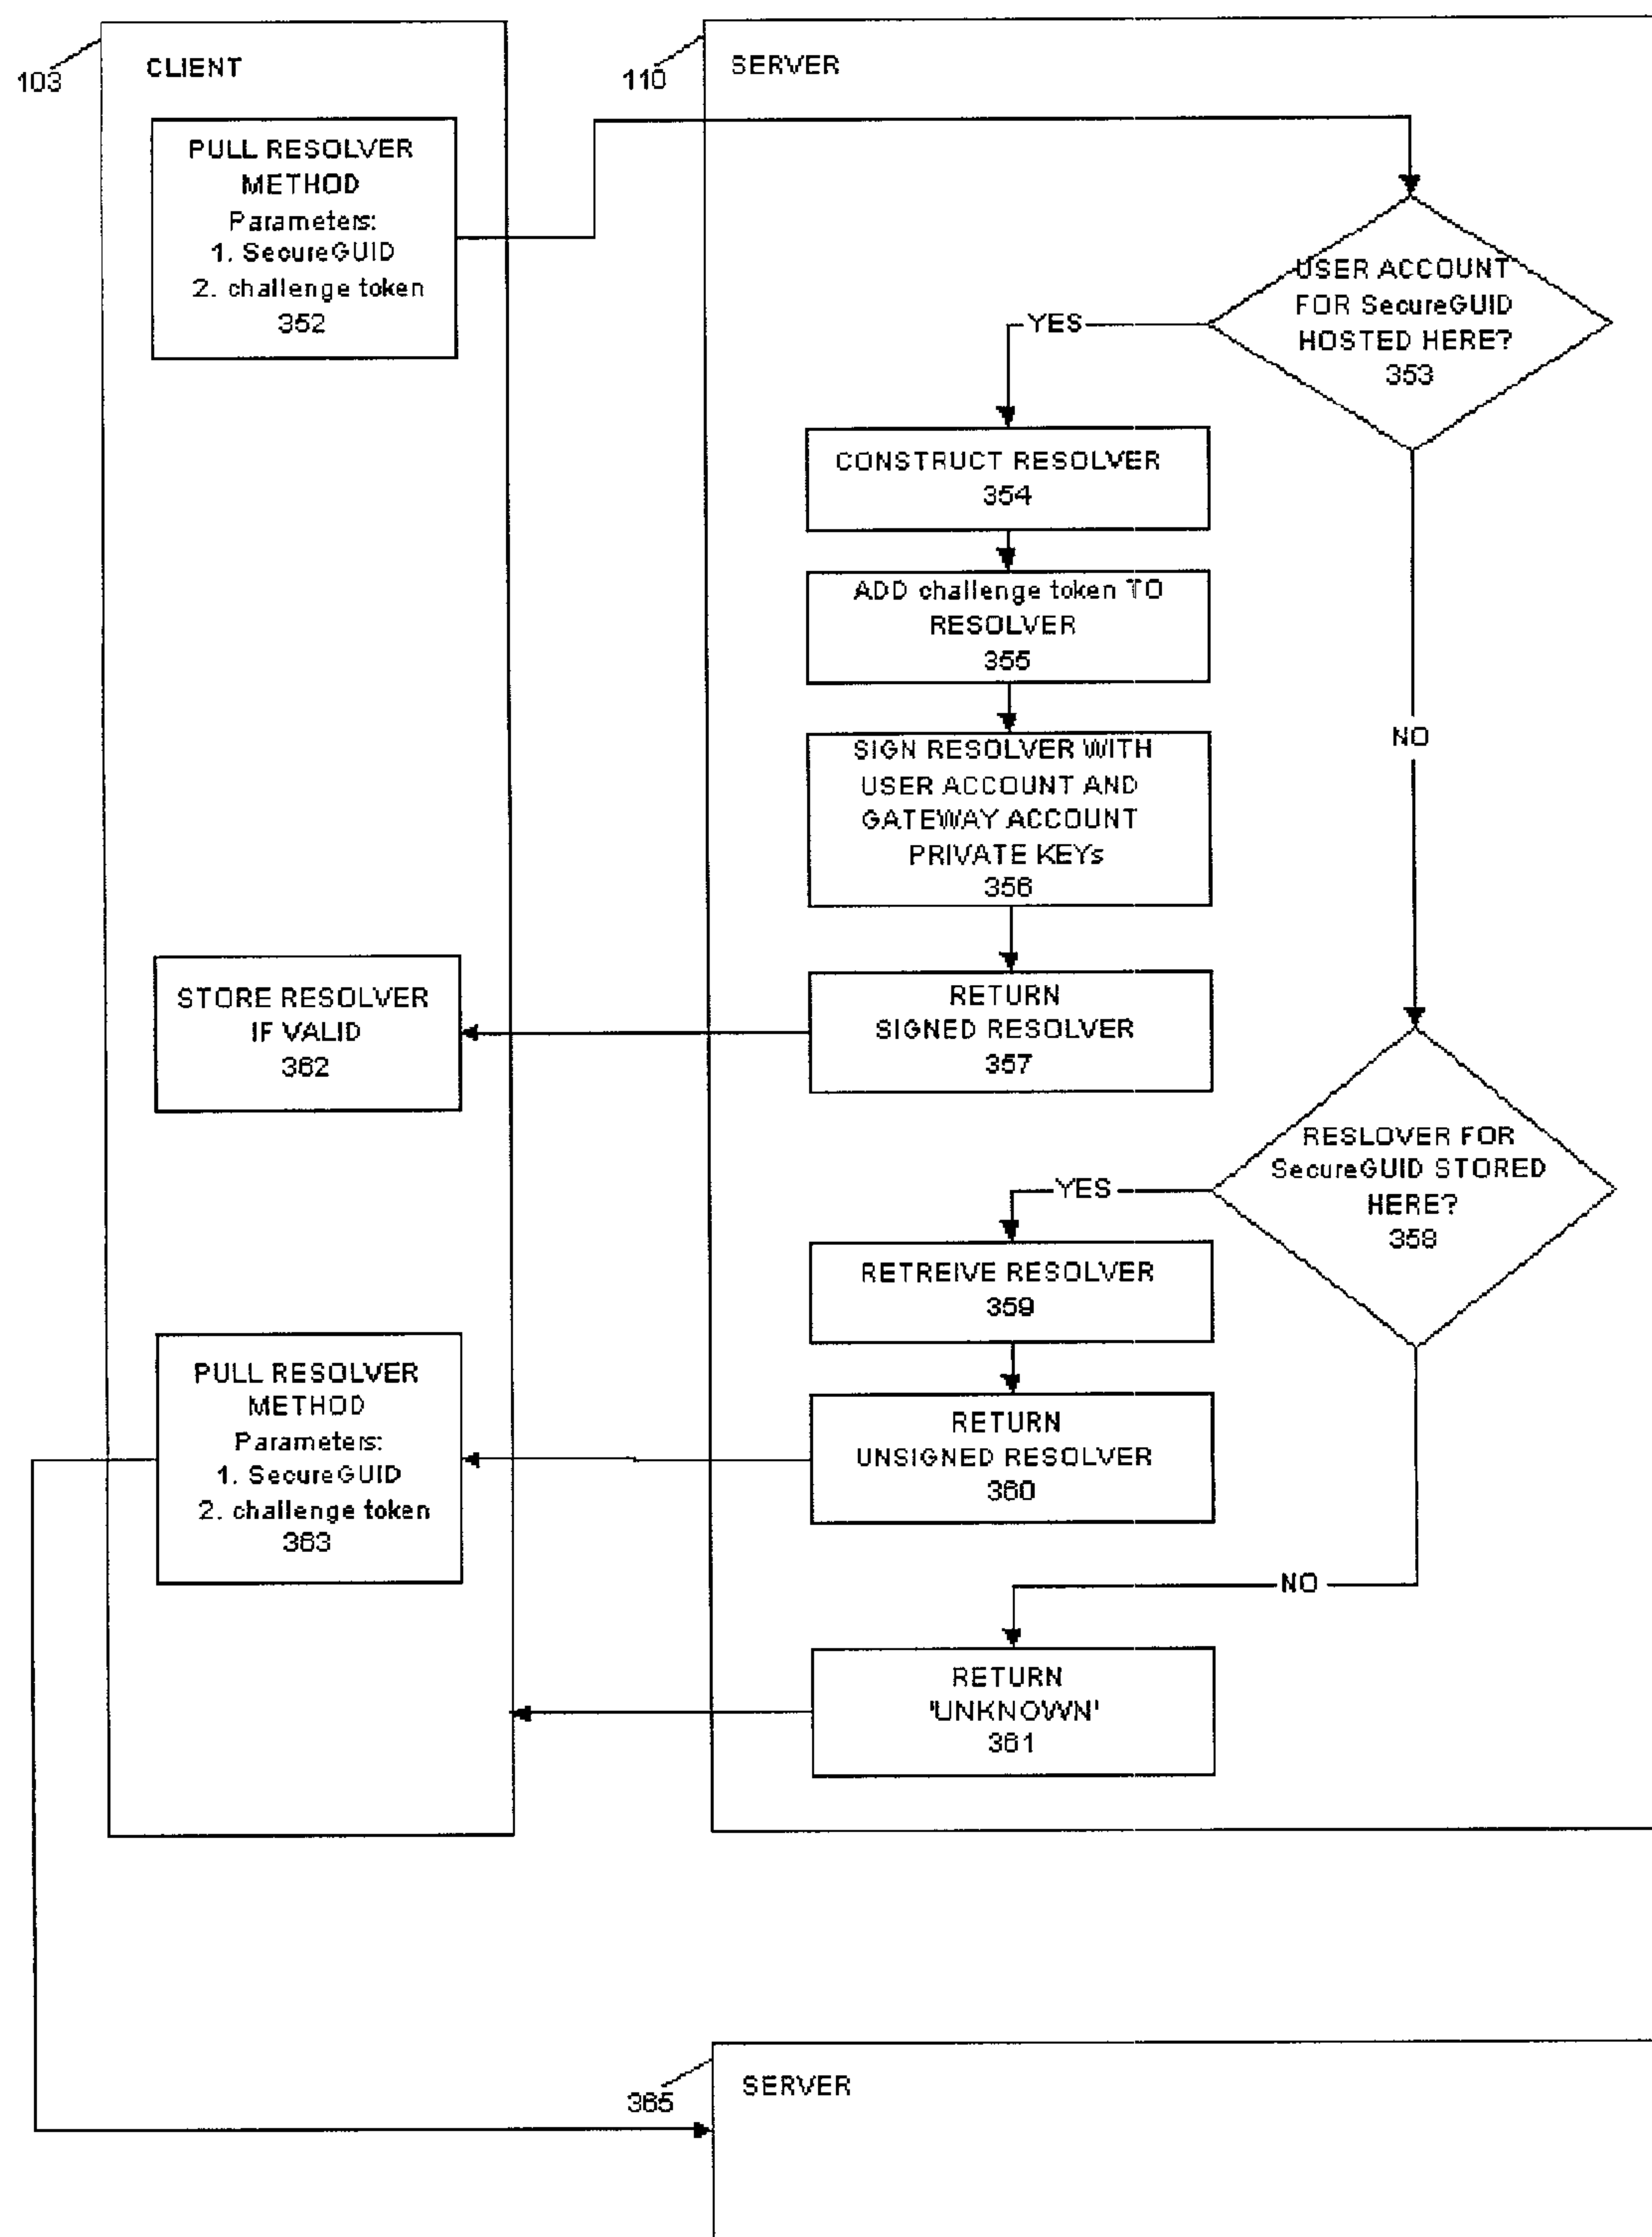 103
CLIENT
110
SERVER
PULL RESOLVER
METHOD
Parameters:
1. SecureGUID
2. challenge token
352
USER ACCOUNT
FOR SecureGUID
HOSTED HERE?
353
YES
CONSTRUCT RESOLVER
354
ADD challenge token TO
RESOLVER
355
SIGN RESOLVER WITH
USER ACCOUNT AND
GATEWAY ACCOUNT
PRIVATE KEYs
356
NO
STORE RESOLVER
IF VALID
362
RETURN
SIGNED RESOLVER
357
RESLOVER FOR
SecureGUID STORED
HERE?
358
YES
RETREIVE RESOLVER
359
PULL RESOLVER
METHOD
Parameters:
1. SecureGUID
2. challenge token
363
RETURN
UNSIGNED RESOLVER
360
NO
RETURN
'UNKNOWN'
361
365
SERVER